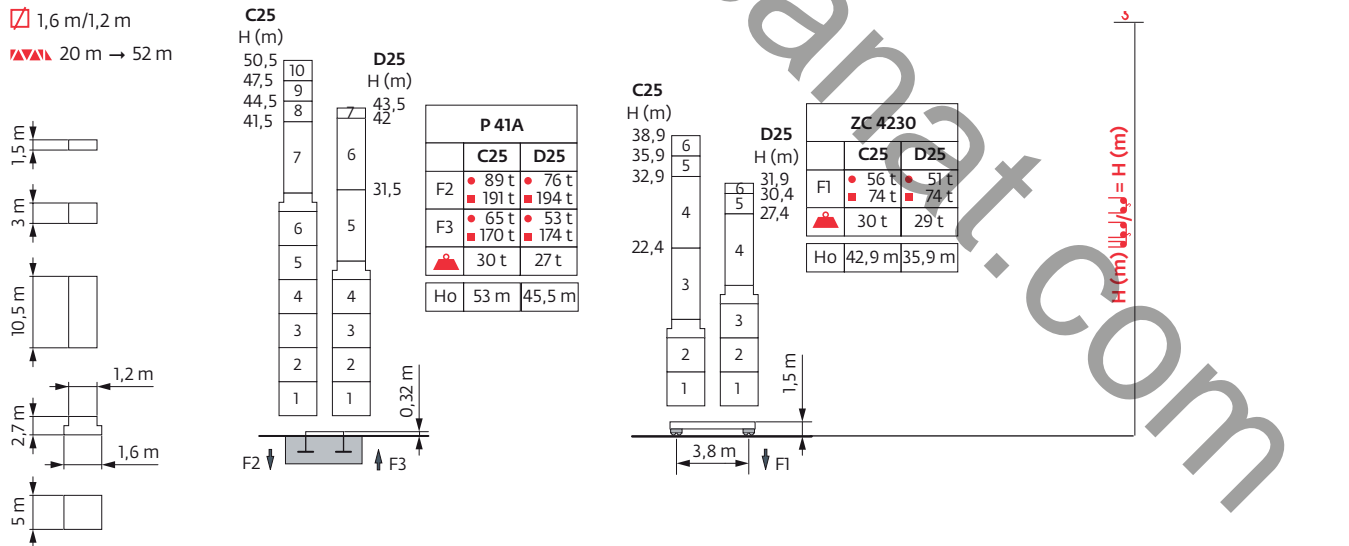 1,6 m/1,2 m
20 m → 52 m
1,5 m
3 m
10,5 m
1,2 m
2,7 m
1,6 m
5 m
C25
H (m)
50,5
47,5
44,5
41,5
10
9
8
7
6
5
4
3
2
1
D25
H (m)
43,5
42
31,5
7
6
5
4
3
2
1
0,32 m
F2
F3
P 41A
C25 D25
F2 ● 89 t ● 76 t
■ 191 t ■ 194 t
F3 ● 65 t ● 53 t
■ 170 t ■ 174 t
30 t 27 t
Ho 53 m 45,5 m
C25
H (m)
38,9
35,9
32,9
22,4
6
5
4
3
2
1
D25
H (m)
31,9
30,4
27,4
6
5
4
3
2
1
1,5 m
3,8 m
F1
ZC 4230
C25 D25
F1 ● 56 t ● 51 t
■ 74 t ■ 74 t
30 t 29 t
Ho 42,9 m 35,9 m
H (m)
= H (m)
sanat.com